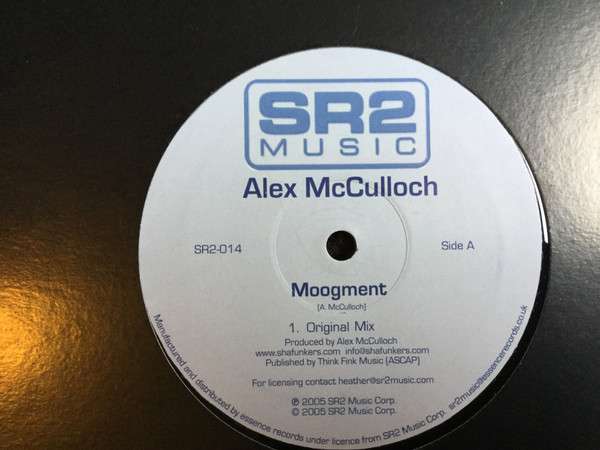 SR2
MUSIC
Alex McCulloch
SR2-014
Side A
Moogment
[A. McCulloch]
1. Original Mix
Produced by Alex McCulloch
www.shafunkers.com info@shafunkers.com
Published by Think Fink Music [ASCAP]
For licensing contact heather@sr2music.com
℗ 2005 SR2 Music Corp.
© 2005 SR2 Music Corp.
Manufactured and distributed by essence records under licence from SR2 Music Corp. sr2music@essencerecords.co.uk